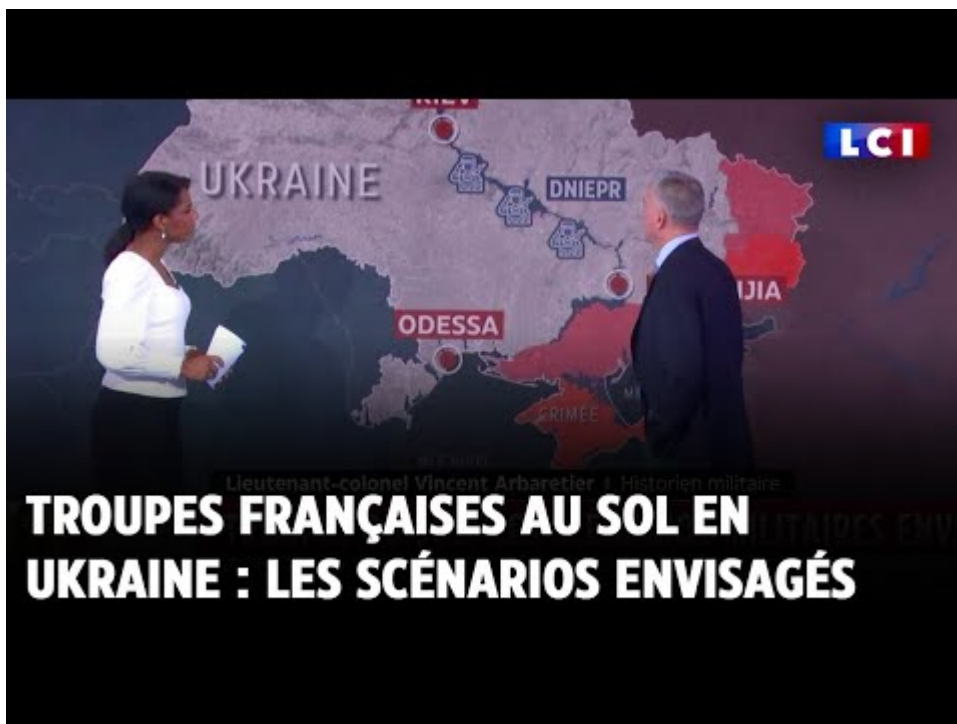 KIEV
LCI
UKRAINE
DNIEPR
IJIA
ODESSA
CRIMÉE
Lieutenant-colonel Vincent Arbaretier | Historien militaire
TROUPES FRANÇAISES AU SOL EN
UKRAINE : LES SCÉNARIOS ENVISAGÉS